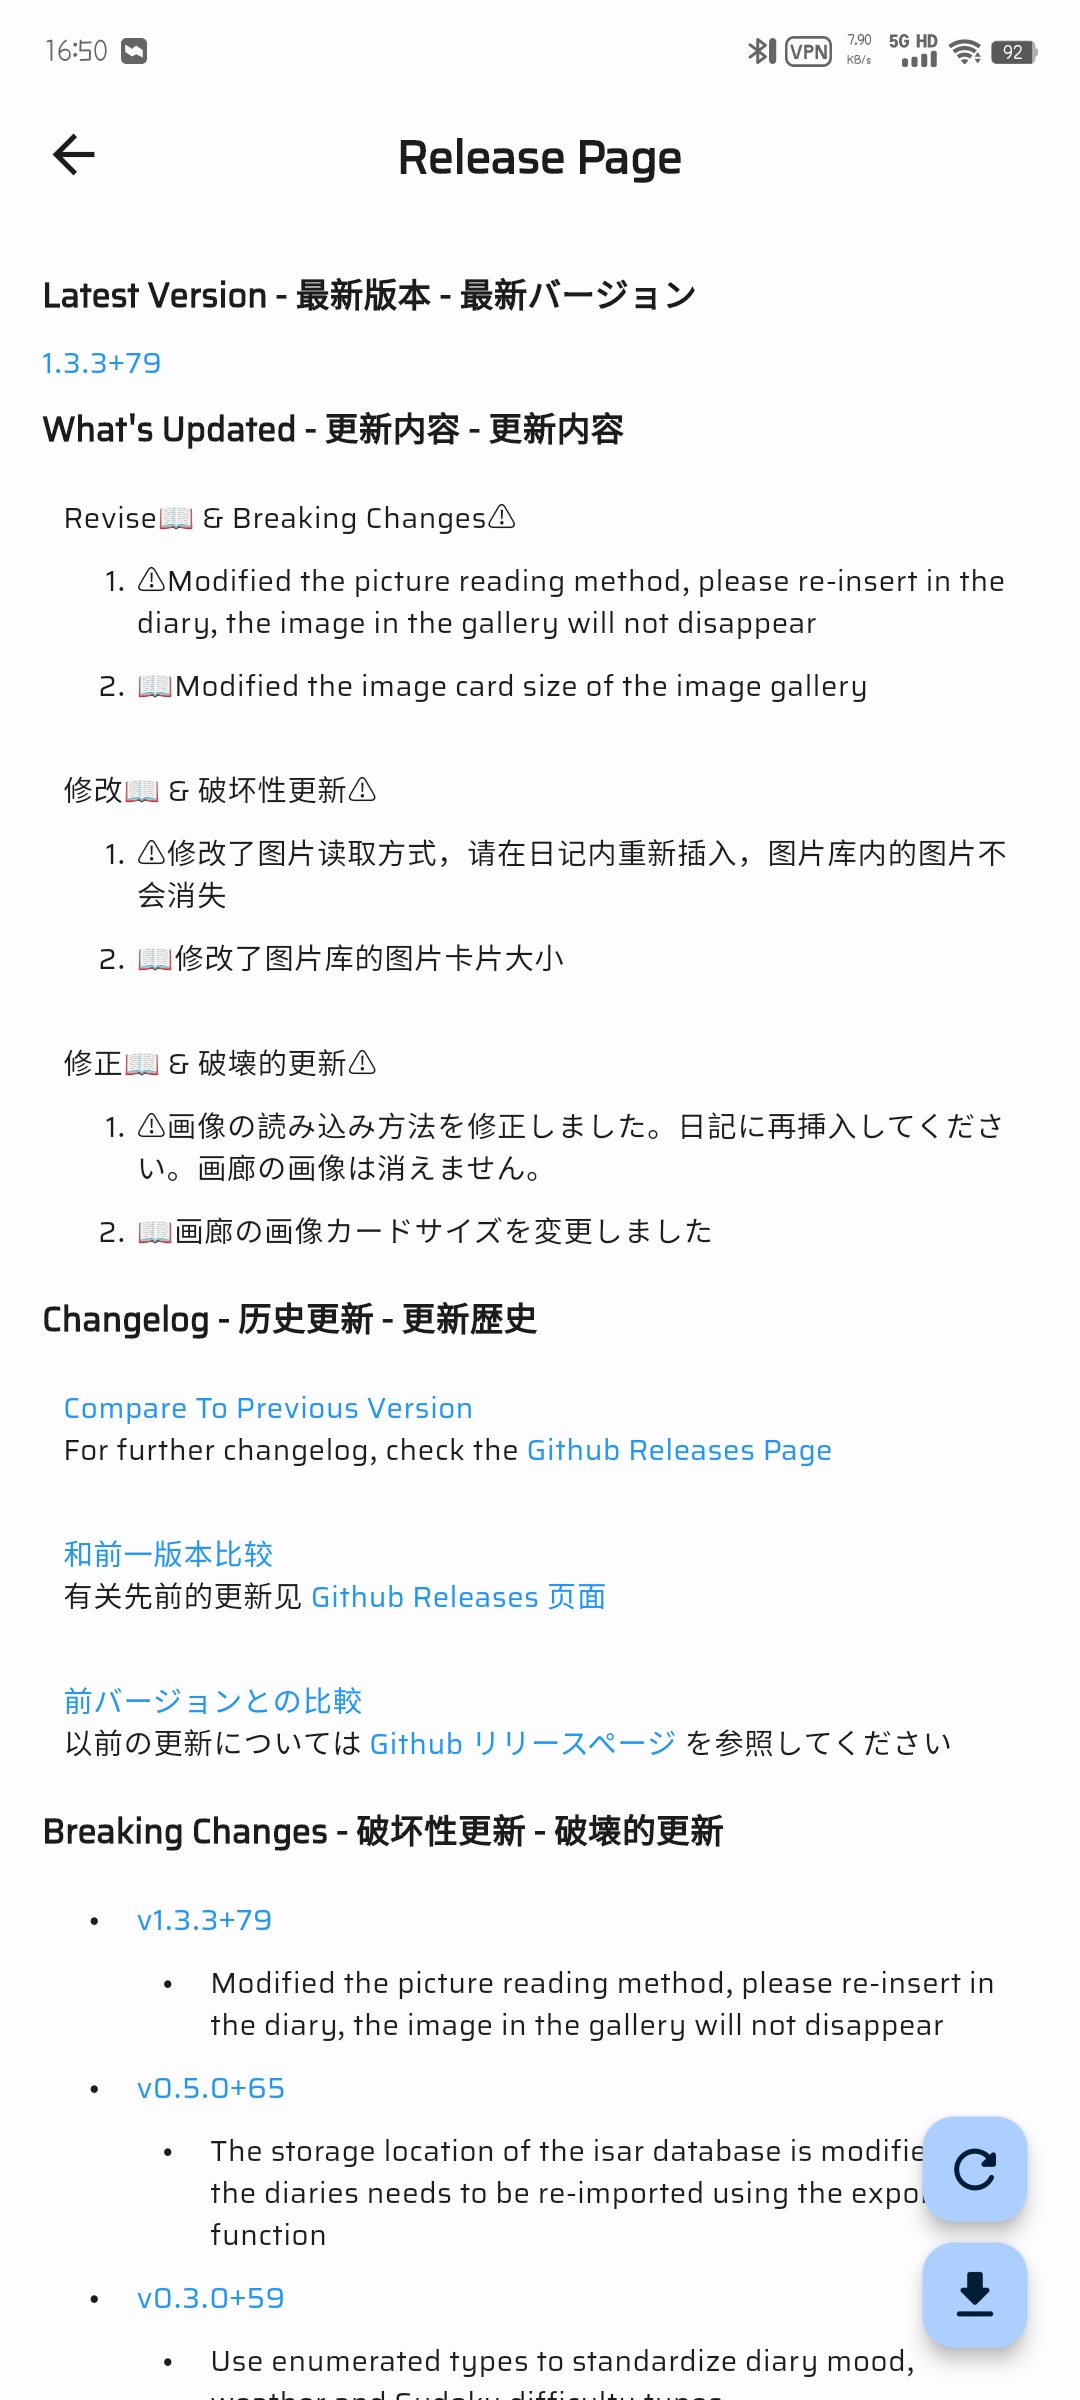 16:50
VPN
7.90
KB/s
5G HD
92
Release Page
Latest Version - 最新版本 - 最新バージョン
1.3.3+79
What's Updated - 更新内容 - 更新内容
Revise📖 & Breaking Changes⚠
1. ⚠Modified the picture reading method, please re-insert in the
diary, the image in the gallery will not disappear
2. 📖Modified the image card size of the image gallery
修改📖 & 破坏性更新⚠
1. ⚠修改了图片读取方式，请在日记内重新插入，图片库内的图片不
会消失
2. 📖修改了图片库的图片卡片大小
修正📖 & 破壊的更新⚠
1. ⚠画像の読み込み方法を修正しました。日記に再挿入してくださ
い。画廊の画像は消えません。
2. 📖画廊の画像カードサイズを変更しました
Changelog - 历史更新 - 更新歴史
Compare To Previous Version
For further changelog, check the Github Releases Page
和前一版本比较
有关先前的更新见 Github Releases 页面
前バージョンとの比較
以前の更新については Github リリースページ を参照してください
Breaking Changes - 破坏性更新 - 破壊的更新
• v1.3.3+79
• Modified the picture reading method, please re-insert in
the diary, the image in the gallery will not disappear
• v0.5.0+65
• The storage location of the isar database is
the diaries needs to be re-imported using the
function
• v0.3.0+59
• Use enumerated types to standardize diary mood,